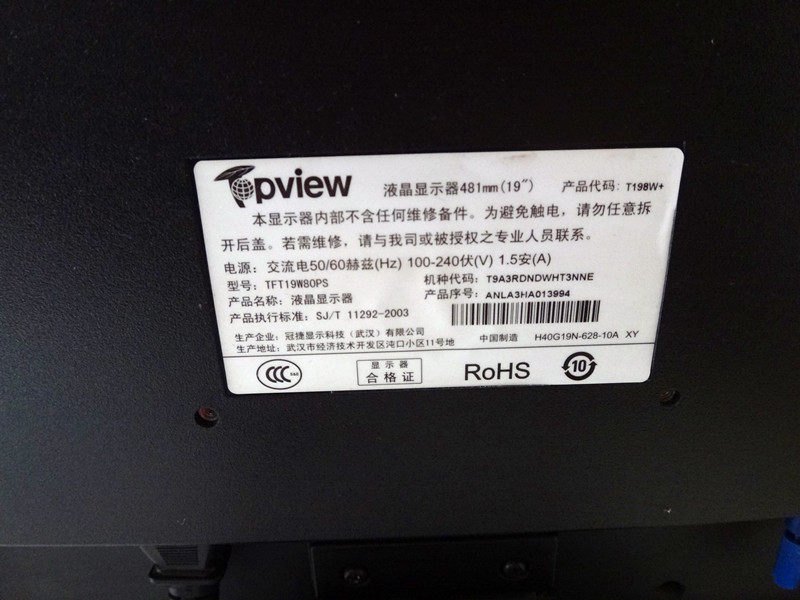 Topview 液晶显示器481mm(19") 产品代码: T198W+
本显示器内部不含任何维修备件。为避免触电，请勿任意拆
开后盖。若需维修，请与我司或被授权之专业人员联系。
电源: 交流电50/60赫兹(Hz) 100-240伏(V) 1.5安(A)
型号: TFT19W80PS 机种代码: T9A3RDNDWHT3NNE
产品名称: 液晶显示器 产品序号: ANLA3HA013994
产品执行标准: SJ/T 11292-2003
生产企业: 冠捷显示科技（武汉）有限公司 中国制造 H40G19N-628-10A XY
生产地址: 武汉市经济技术开发区沌口小区11号地
CCC S&E 显示器 RoHS 10
合格证